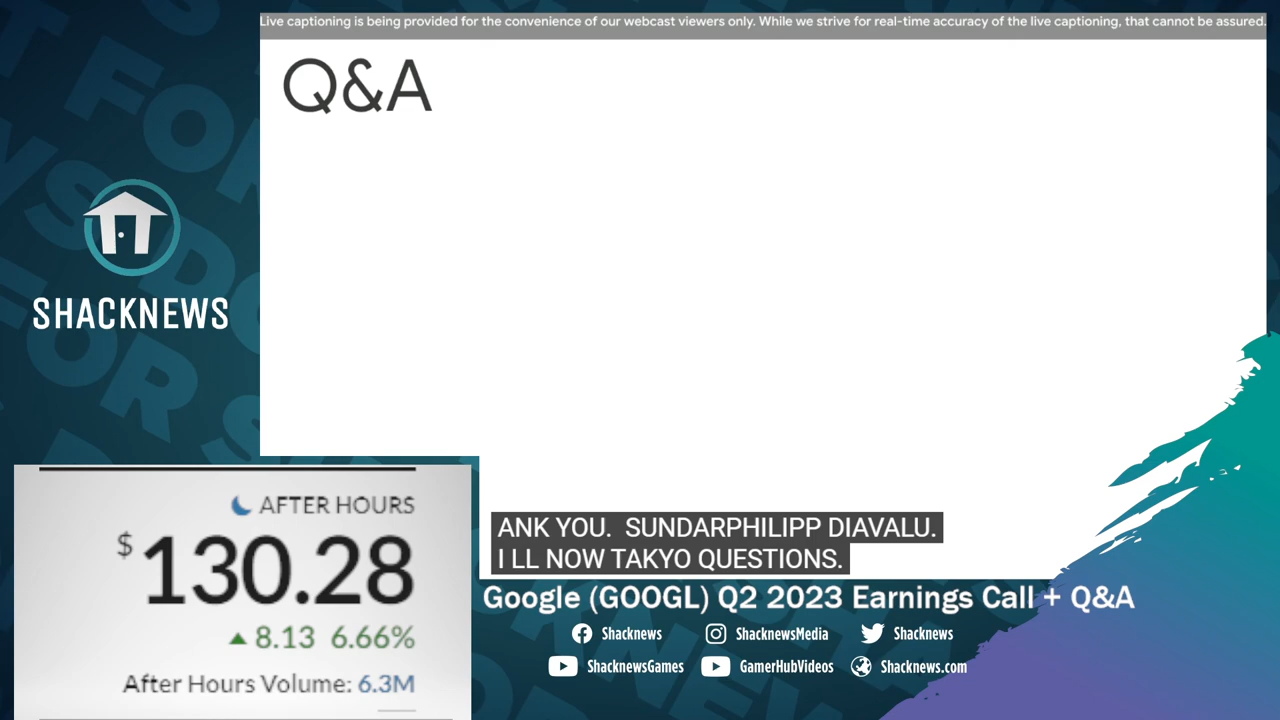 Live captioning is being provided for the convenience of our webcast viewers only. While we strive for real-time accuracy of the live captioning, that cannot be assured.
Q&A
SHACKNEWS
AFTER HOURS
$130.28
▲ 8.13 6.66%
After Hours Volume: 6.3M
ANK YOU. SUNDARPHILIPP DIAVALU.
I LL NOW TAKYO QUESTIONS.
Google (GOOGL) Q2 2023 Earnings Call + Q&A
Shacknews ShacknewsMedia Shacknews
ShacknewsGames GamerHubVideos Shacknews.com